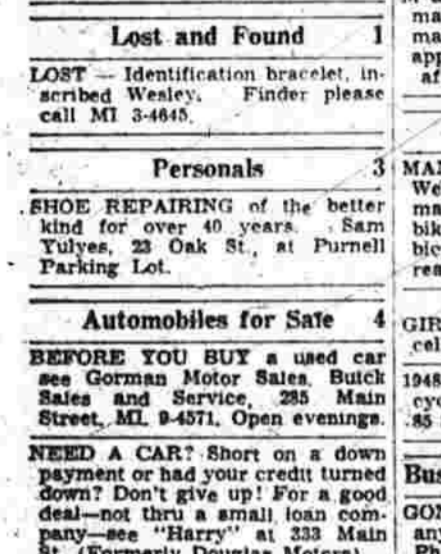 Lost and Found 1
LOST — Identification bracelet, in-
scribed Wesley. Finder please
call MI 3-4645.
Personals 3
SHOE REPAIRING of the better
kind for over 40 years. Sam
Yulyes, 23 Oak St., at Purnell
Parking Lot.
Automobiles for Sale 4
BEFORE YOU BUY a used car
see Gorman Motor Sales. Buick
Sales and Service, 285 Main
Street, MI. 9-4571. Open evenings.
NEED A CAR? Short on a down
payment or had your credit turned
down? Don't give up! For a good
deal—not thru a small loan com-
pany—see "Harry" at 333 Main
St. (Formerly Douglas Motors)
1948